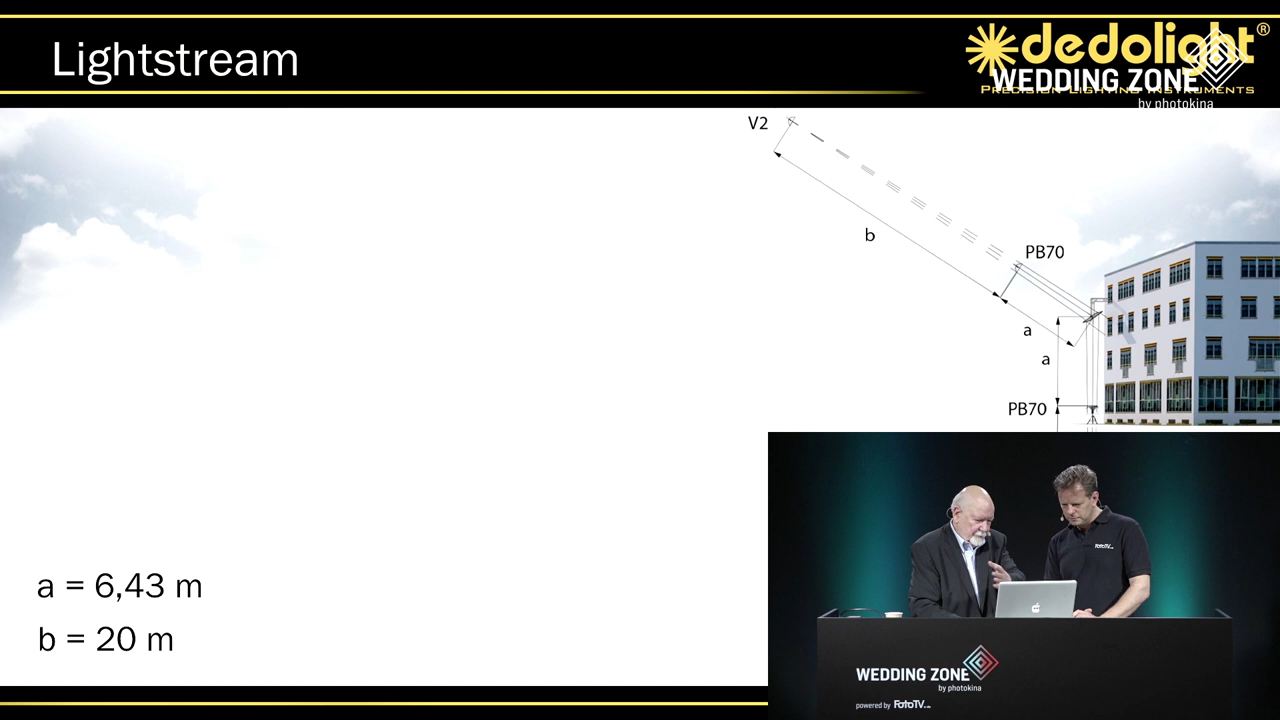 Lightstream
dedolight®
PRECISION LIGHTING INSTRUMENTS
WEDDING ZONE
by photokina
V2
b
PB70
a
a
PB70
a = 6,43 m
b = 20 m
FotoTV
WEDDING ZONE
by photokina
powered by FotoTV...